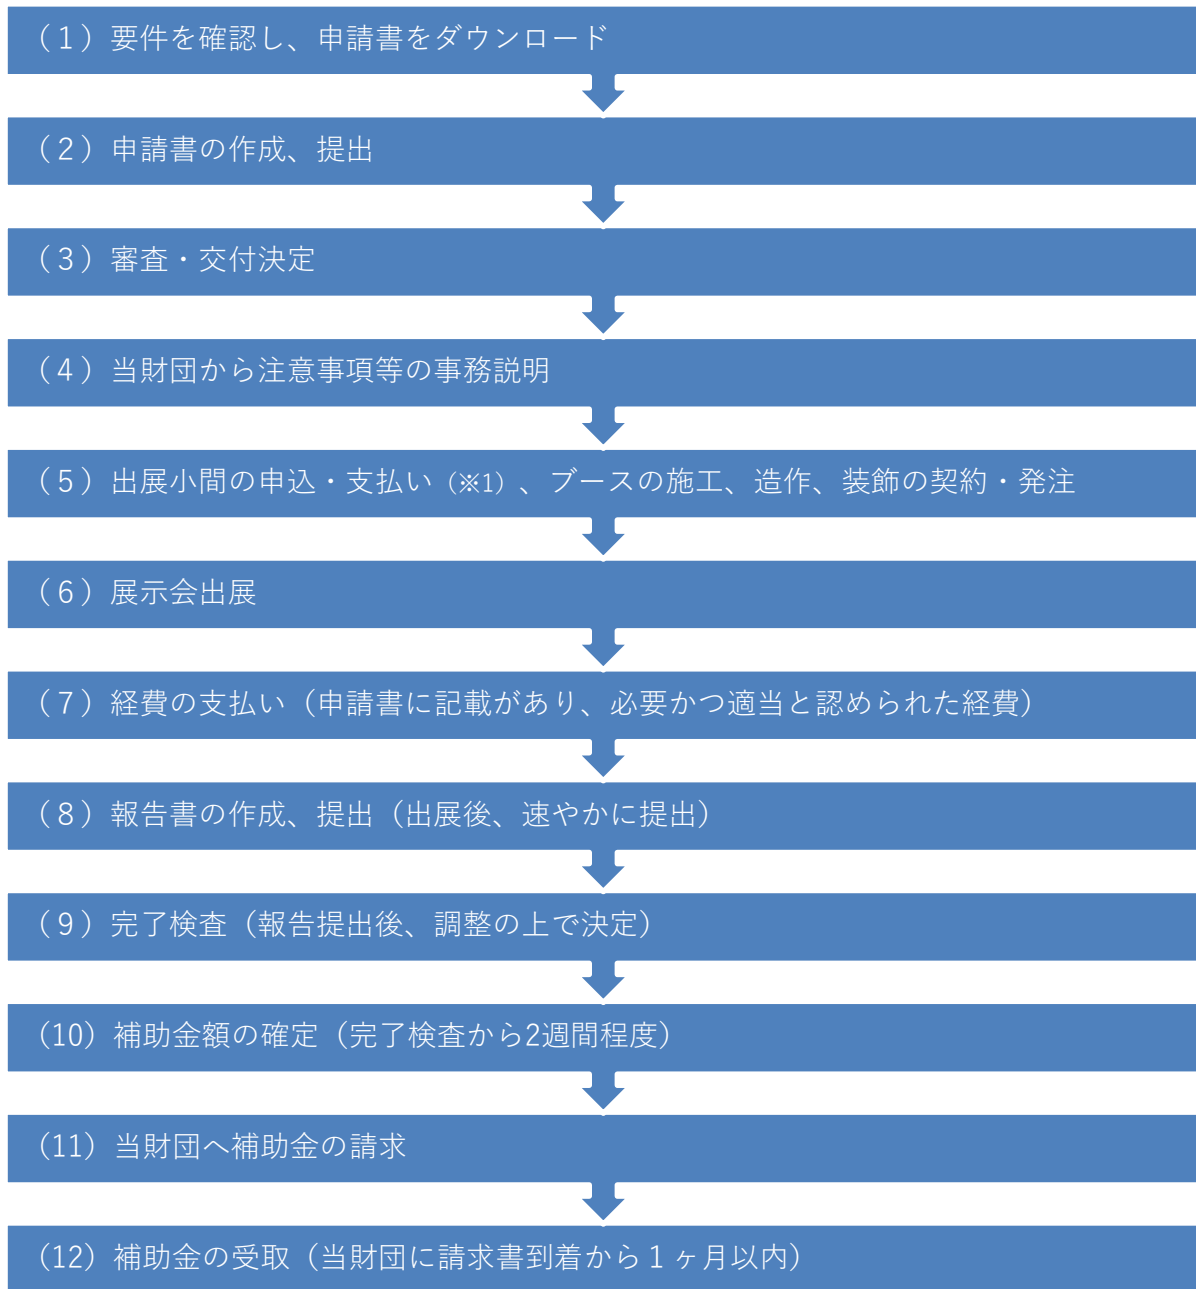 （１）要件を確認し、申請書をダウンロード
（２）申請書の作成、提出
（３）審査・交付決定
（４）当財団から注意事項等の事務説明
（５）出展小間の申込・支払い（※1）、ブースの施工、造作、装飾の契約・発注
（６）展示会出展
（７）経費の支払い（申請書に記載があり、必要かつ適当と認められた経費）
（８）報告書の作成、提出（出展後、速やかに提出）
（９）完了検査（報告提出後、調整の上で決定）
（10）補助金額の確定（完了検査から2週間程度）
（11）当財団へ補助金の請求
（12）補助金の受取（当財団に請求書到着から１ヶ月以内）